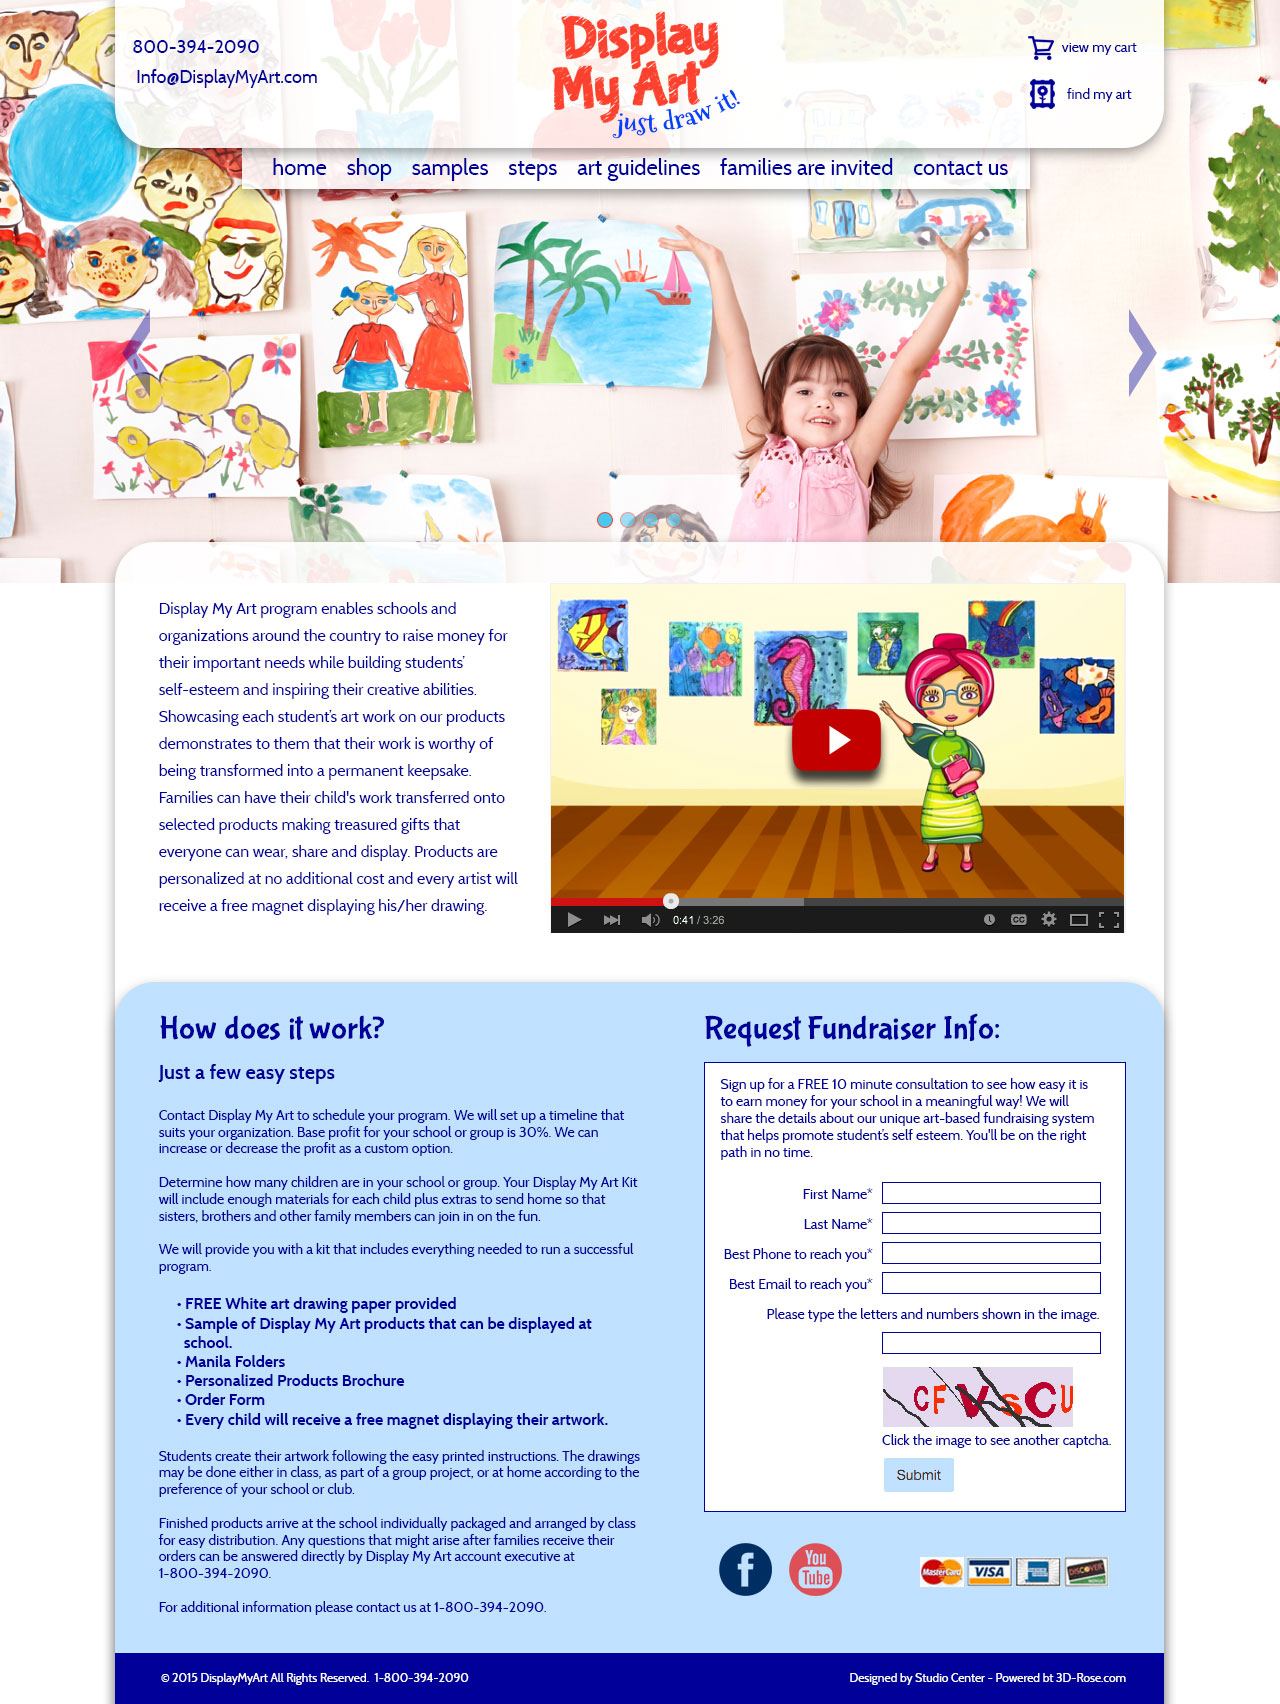 800-394-2090
Info@DisplayMyArt.com
Display
My Art
just draw it!
view my cart
find my art
home shop samples steps art guidelines families are invited contact us
Display My Art program enables schools and
organizations around the country to raise money for
their important needs while building students’
self-esteem and inspiring their creative abilities.
Showcasing each student’s art work on our products
demonstrates to them that their work is worthy of
being transformed into a permanent keepsake.
Families can have their child's work transferred onto
selected products making treasured gifts that
everyone can wear, share and display. Products are
personalized at no additional cost and every artist will
receive a free magnet displaying his/her drawing.
0:41 / 3:26
CC
How does it work?
Just a few easy steps
Contact Display My Art to schedule your program. We will set up a timeline that
suits your organization. Base profit for your school or group is 30%. We can
increase or decrease the profit as a custom option.
Determine how many children are in your school or group. Your Display My Art Kit
will include enough materials for each child plus extras to send home so that
sisters, brothers and other family members can join in on the fun.
We will provide you with a kit that includes everything needed to run a successful
program.
• FREE White art drawing paper provided
• Sample of Display My Art products that can be displayed at
school.
• Manila Folders
• Personalized Products Brochure
• Order Form
• Every child will receive a free magnet displaying their artwork.
Students create their artwork following the easy printed instructions. The drawings
may be done either in class, as part of a group project, or at home according to the
preference of your school or club.
Finished products arrive at the school individually packaged and arranged by class
for easy distribution. Any questions that might arise after families receive their
orders can be answered directly by Display My Art account executive at
1-800-394-2090.
For additional information please contact us at 1-800-394-2090.
Request Fundraiser Info:
Sign up for a FREE 10 minute consultation to see how easy it is
to earn money for your school in a meaningful way! We will
share the details about our unique art-based fundraising system
that helps promote student’s self esteem. You'll be on the right
path in no time.
First Name*
Last Name*
Best Phone to reach you*
Best Email to reach you*
Please type the letters and numbers shown in the image.
CFVsCU
Click the image to see another captcha.
Submit
f
You
Tube
MasterCard VISA DISCOVER
© 2015 DisplayMyArt All Rights Reserved. 1-800-394-2090
Designed by Studio Center - Powered bt 3D-Rose.com